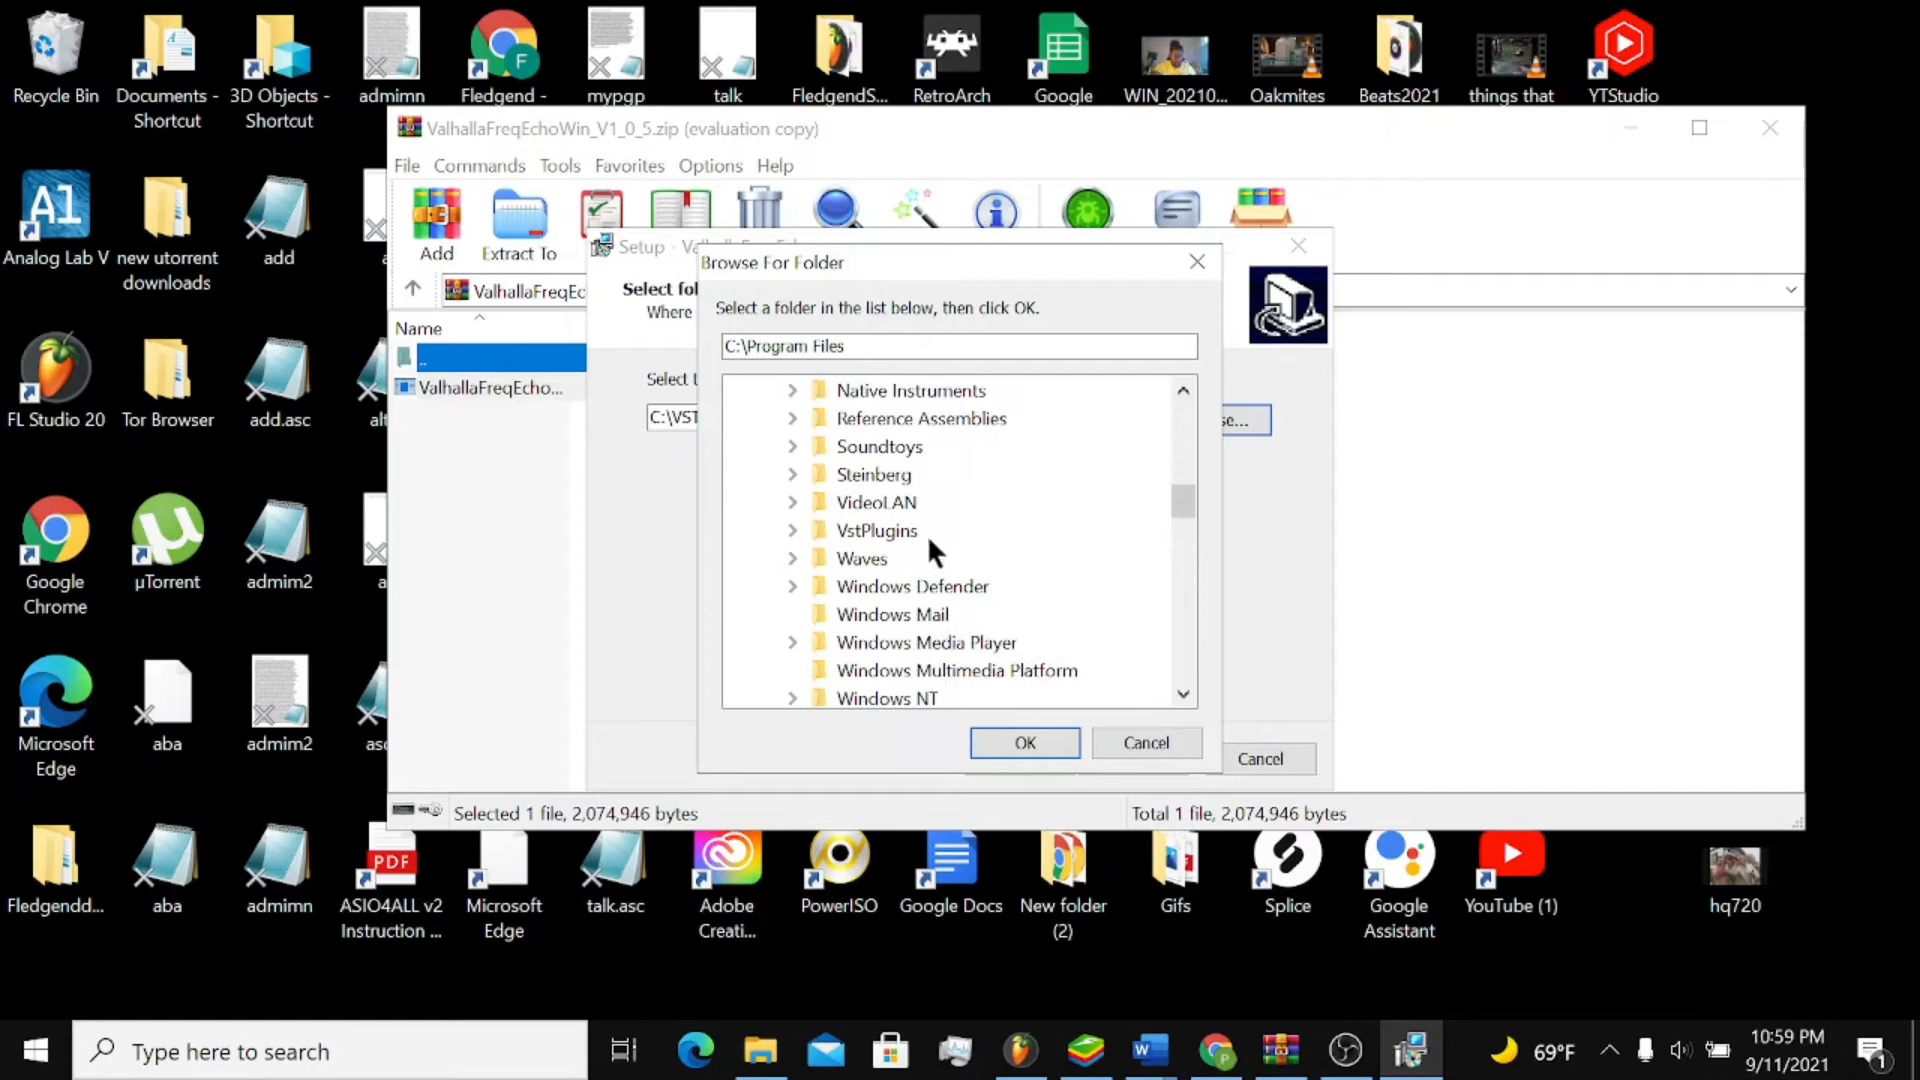 Recycle Bin
Documents -
Shortcut
3D Objects -
Shortcut
admimn
Fledgend -
mypgp
talk
FledgendS...
RetroArch
Google
WIN_20210...
Oakmites
Beats2021
things that
YTStudio
ValhallaFreqEchoWin_V1_0_5.zip (evaluation copy)
File Commands Tools Favorites Options Help
Add
Extract To
ValhallaFreqEc
Name
..
ValhallaFreqEcho...
Setup -
Select fol
Where
Select t
C:\VST
se...
Cancel
Browse For Folder
Select a folder in the list below, then click OK.
C:\Program Files
Native Instruments
Reference Assemblies
Soundtoys
Steinberg
VideoLAN
VstPlugins
Waves
Windows Defender
Windows Mail
Windows Media Player
Windows Multimedia Platform
Windows NT
OK
Cancel
Selected 1 file, 2,074,946 bytes
Total 1 file, 2,074,946 bytes
Analog Lab V
new utorrent
downloads
add
FL Studio 20
Tor Browser
add.asc
alt
Google
Chrome
µTorrent
admim2
Microsoft
Edge
aba
admim2
asc
Fledgendd...
aba
admimn
PDF
ASIO4ALL v2
Instruction ...
Microsoft
Edge
talk.asc
Adobe
Creati...
PowerISO
Google Docs
New folder
(2)
Gifs
Splice
Google
Assistant
YouTube (1)
hq720
Type here to search
69°F
10:59 PM
9/11/2021
1